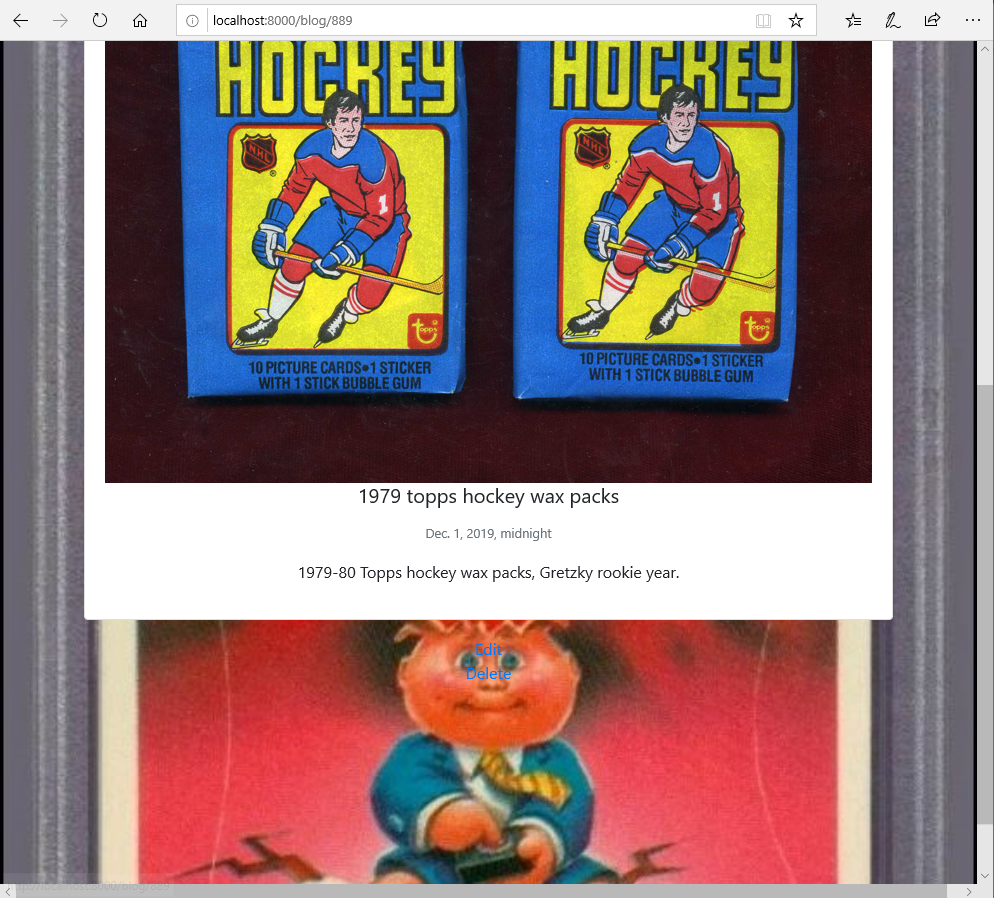 localhost:8000/blog/889
HOCKEY HOCKEY
NHL NHL
1 1
topps topps
10 PICTURE CARDS•1 STICKER
WITH 1 STICK BUBBLE GUM
10 PICTURE CARDS•1 STICKER
WITH 1 STICK BUBBLE GUM
1979 topps hockey wax packs
Dec. 1, 2019, midnight
1979-80 Topps hockey wax packs, Gretzky rookie year.
Edit
Delete